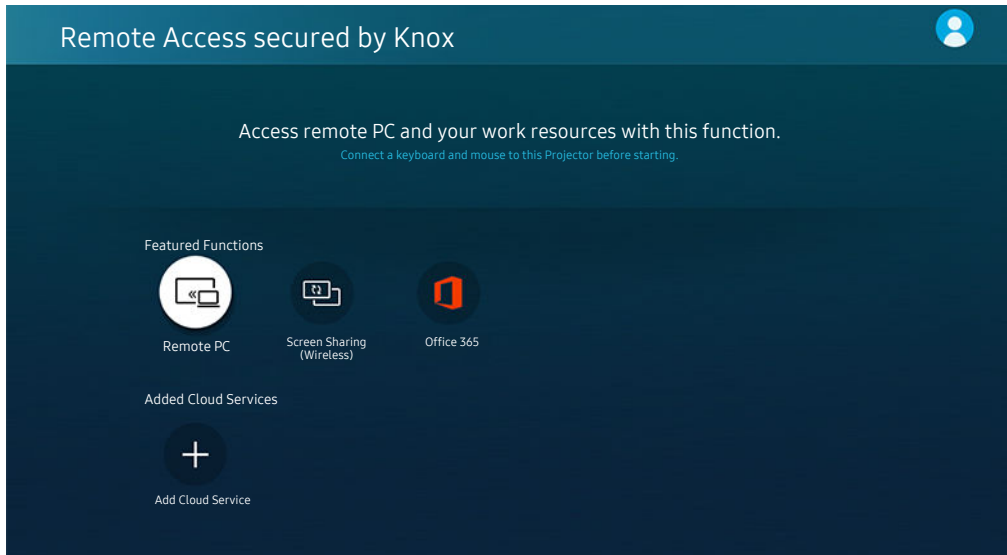 Remote Access secured by Knox
Access remote PC and your work resources with this function.
Connect a keyboard and mouse to this Projector before starting.
Featured Functions
Remote PC
Screen Sharing
(Wireless)
Office 365
Added Cloud Services
Add Cloud Service